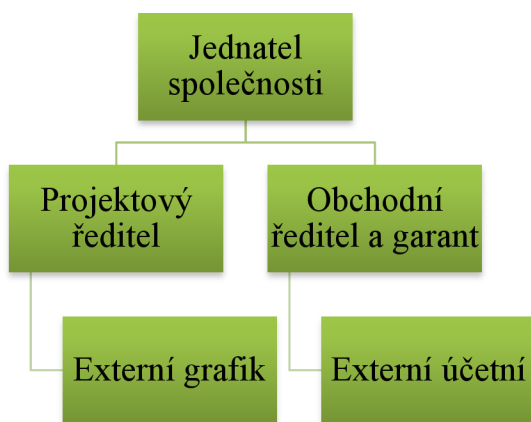 Jednatel
společnosti
Projektový
ředitel
Obchodní
ředitel a garant
Externí grafik
Externí účetní